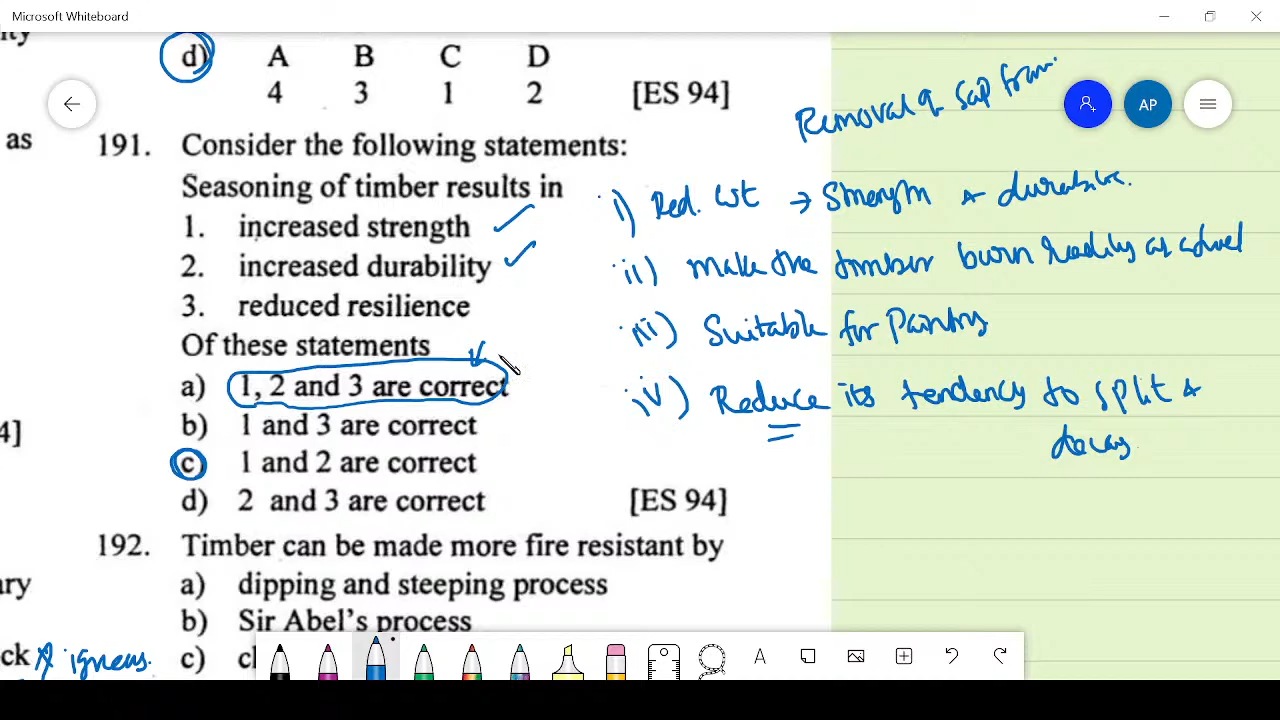 Microsoft Whiteboard
ity
d) A B C D
4 3 1 2 [ES 94]
Removal of Sap from
AP
as
191. Consider the following statements:
Seasoning of timber results in
1. increased strength
2. increased durability
3. reduced resilience
Of these statements
a) 1, 2 and 3 are correct
b) 1 and 3 are correct
4]
c) 1 and 2 are correct
d) 2 and 3 are correct [ES 94]
i) Red. wt → Strength & durable.
ii) make the timber burn readily as a fuel
iii) Suitable for Painting
iv) Reduce its tendency to split &
decay
192. Timber can be made more fire resistant by
ary
a) dipping and steeping process
b) Sir Abel's process
ck & igneous.
c)
A